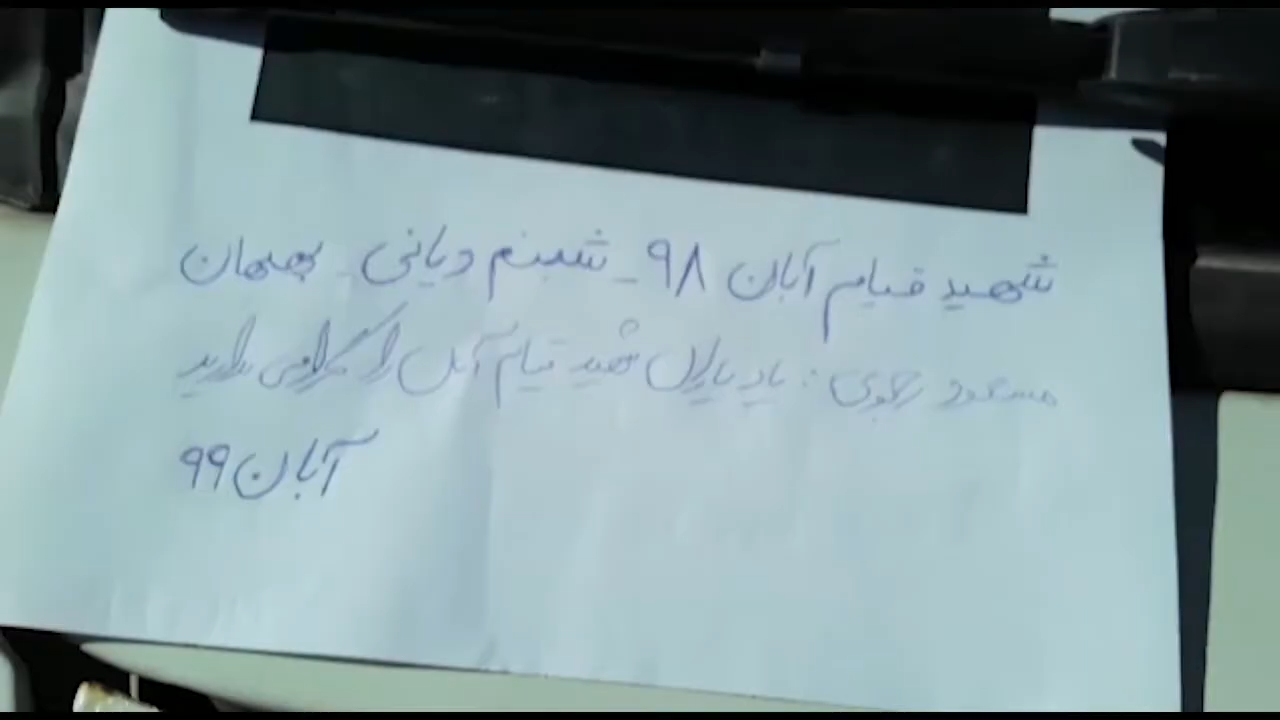 شهید قیام آبان ۹۸ - شبنم دیانی - بهبهان
مسعود رجوی : یاد یاران شهید قیام آبان را گرامی بدارید
آبان ۹۹